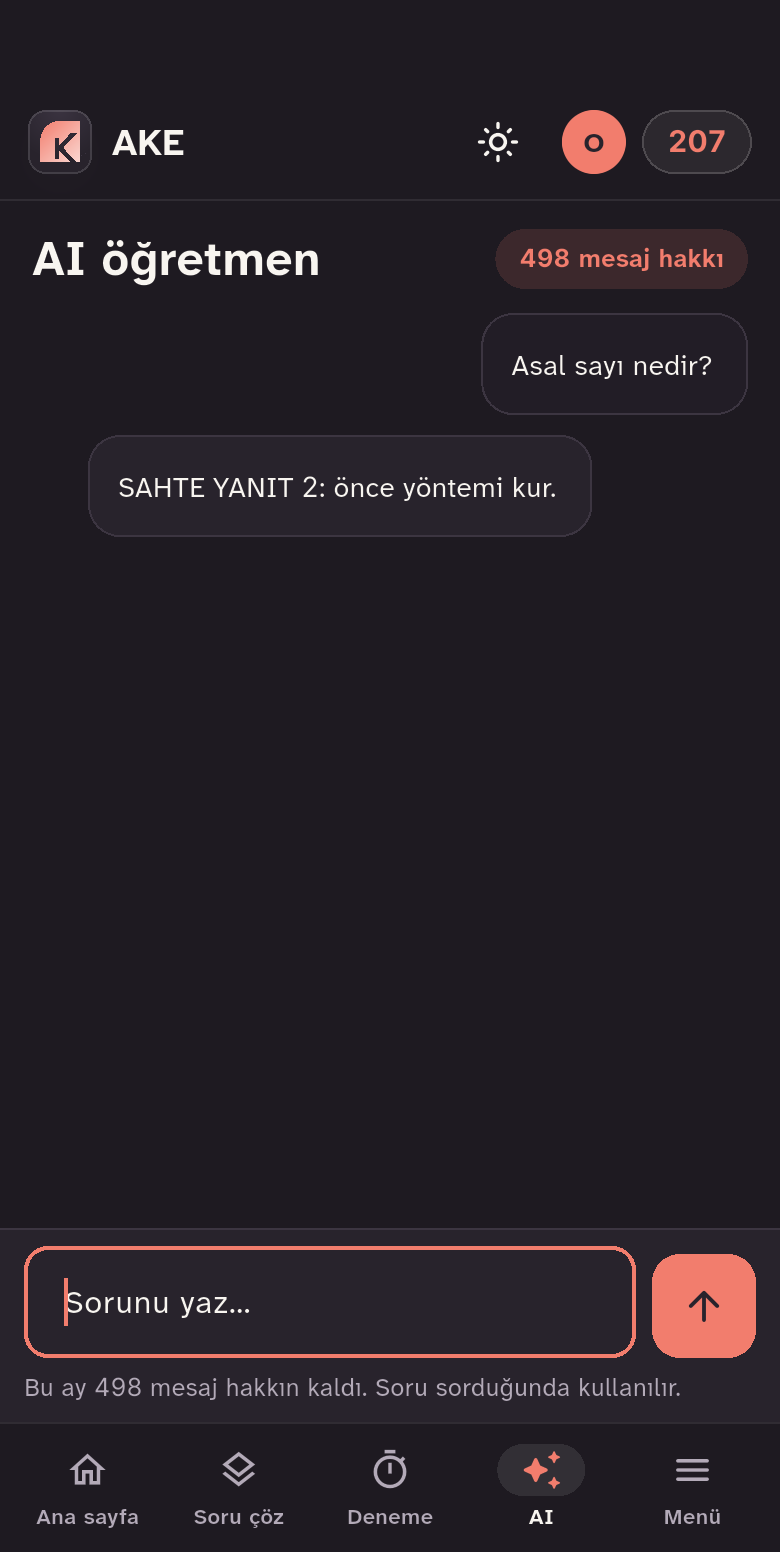 K
AKE
O
207
AI öğretmen
498 mesaj hakkı
Asal sayı nedir?
SAHTE YANIT 2: önce yöntemi kur.
Sorunu yaz...
Bu ay 498 mesaj hakkın kaldı. Soru sorduğunda kullanılır.
Ana sayfa
Soru çöz
Deneme
AI
Menü